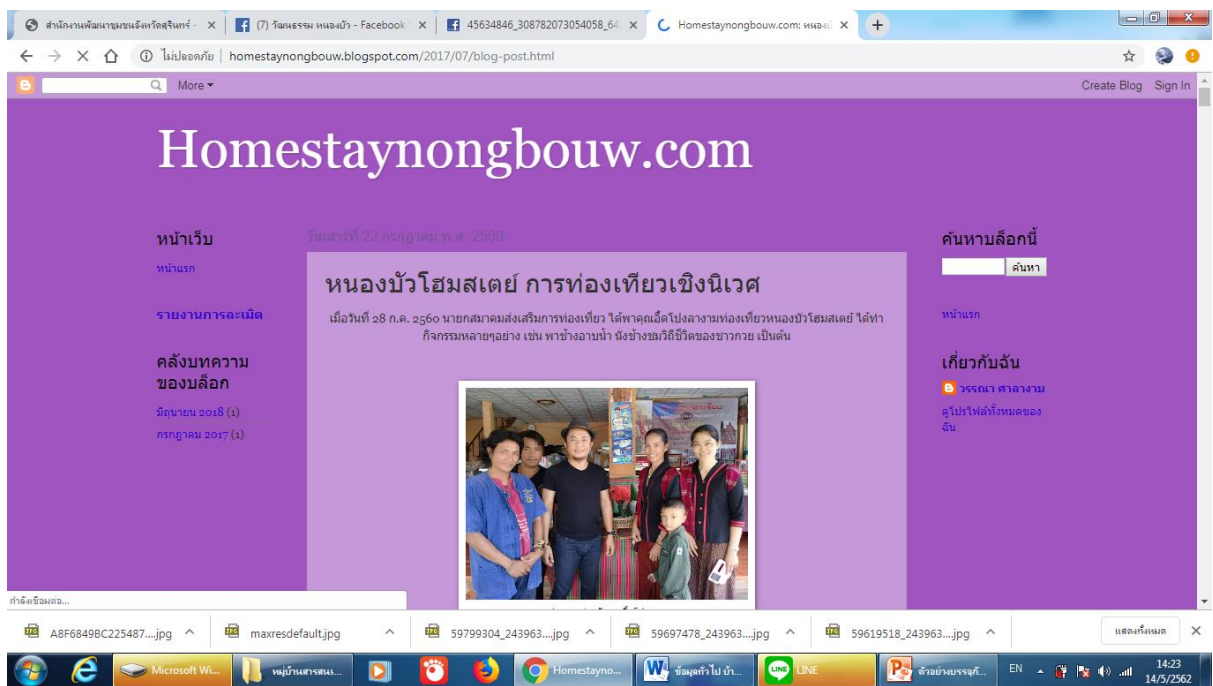 สำนักงานพัฒนาชุมชนจังหวัดสุรินทร์ -
(7) วัฒนธรรม หนองบัว - Facebook
45634846_308782073054058_64
Homestaynongbouw.com: หนอง
ไม่ปลอดภัย
homestaynongbouw.blogspot.com/2017/07/blog-post.html
More
Create Blog Sign In
Homestaynongbouw.com
หน้าเว็บ
หน้าแรก
รายงานการละเมิด
คลังบทความ
ของบล็อก
มิถุนายน 2018 (1)
กรกฎาคม 2017 (1)
วันเสาร์ที่ 22 กรกฎาคม พ.ศ. 2560
หนองบัวโฮมสเตย์ การท่องเที่ยวเชิงนิเวศ
เมื่อวันที่ 28 ก.ค. 2560 นายกสมาคมส่งเสริมการท่องเที่ยว ได้พาคุณเอ็ดโปงลางามท่องเที่ยวหนองบัวโฮมสเตย์ ได้ทำ
กิจกรรมหลายๆอย่าง เช่น พาช้างอาบน้ำ นั่งช้างชมวิถีชีวิตของชาวกวย เป็นต้น
ค้นหาบล็อกนี้
ค้นหา
หน้าแรก
เกี่ยวกับฉัน
วรรณา ศาลางาม
ดูโปรไฟล์ทั้งหมดของ
ฉัน
กำลังเชื่อมต่อ...
A8F6849BC225487....jpg
maxresdefault.jpg
59799304_243963....jpg
59697478_243963....jpg
59619518_243963....jpg
แสดงทั้งหมด
Microsoft Wi...
หมู่บ้านสารสนเ...
Homestayno...
ข้อมูลทั่วไป บ้า...
LINE
ตัวอย่างบรรจุภั...
EN
14:23
14/5/2562